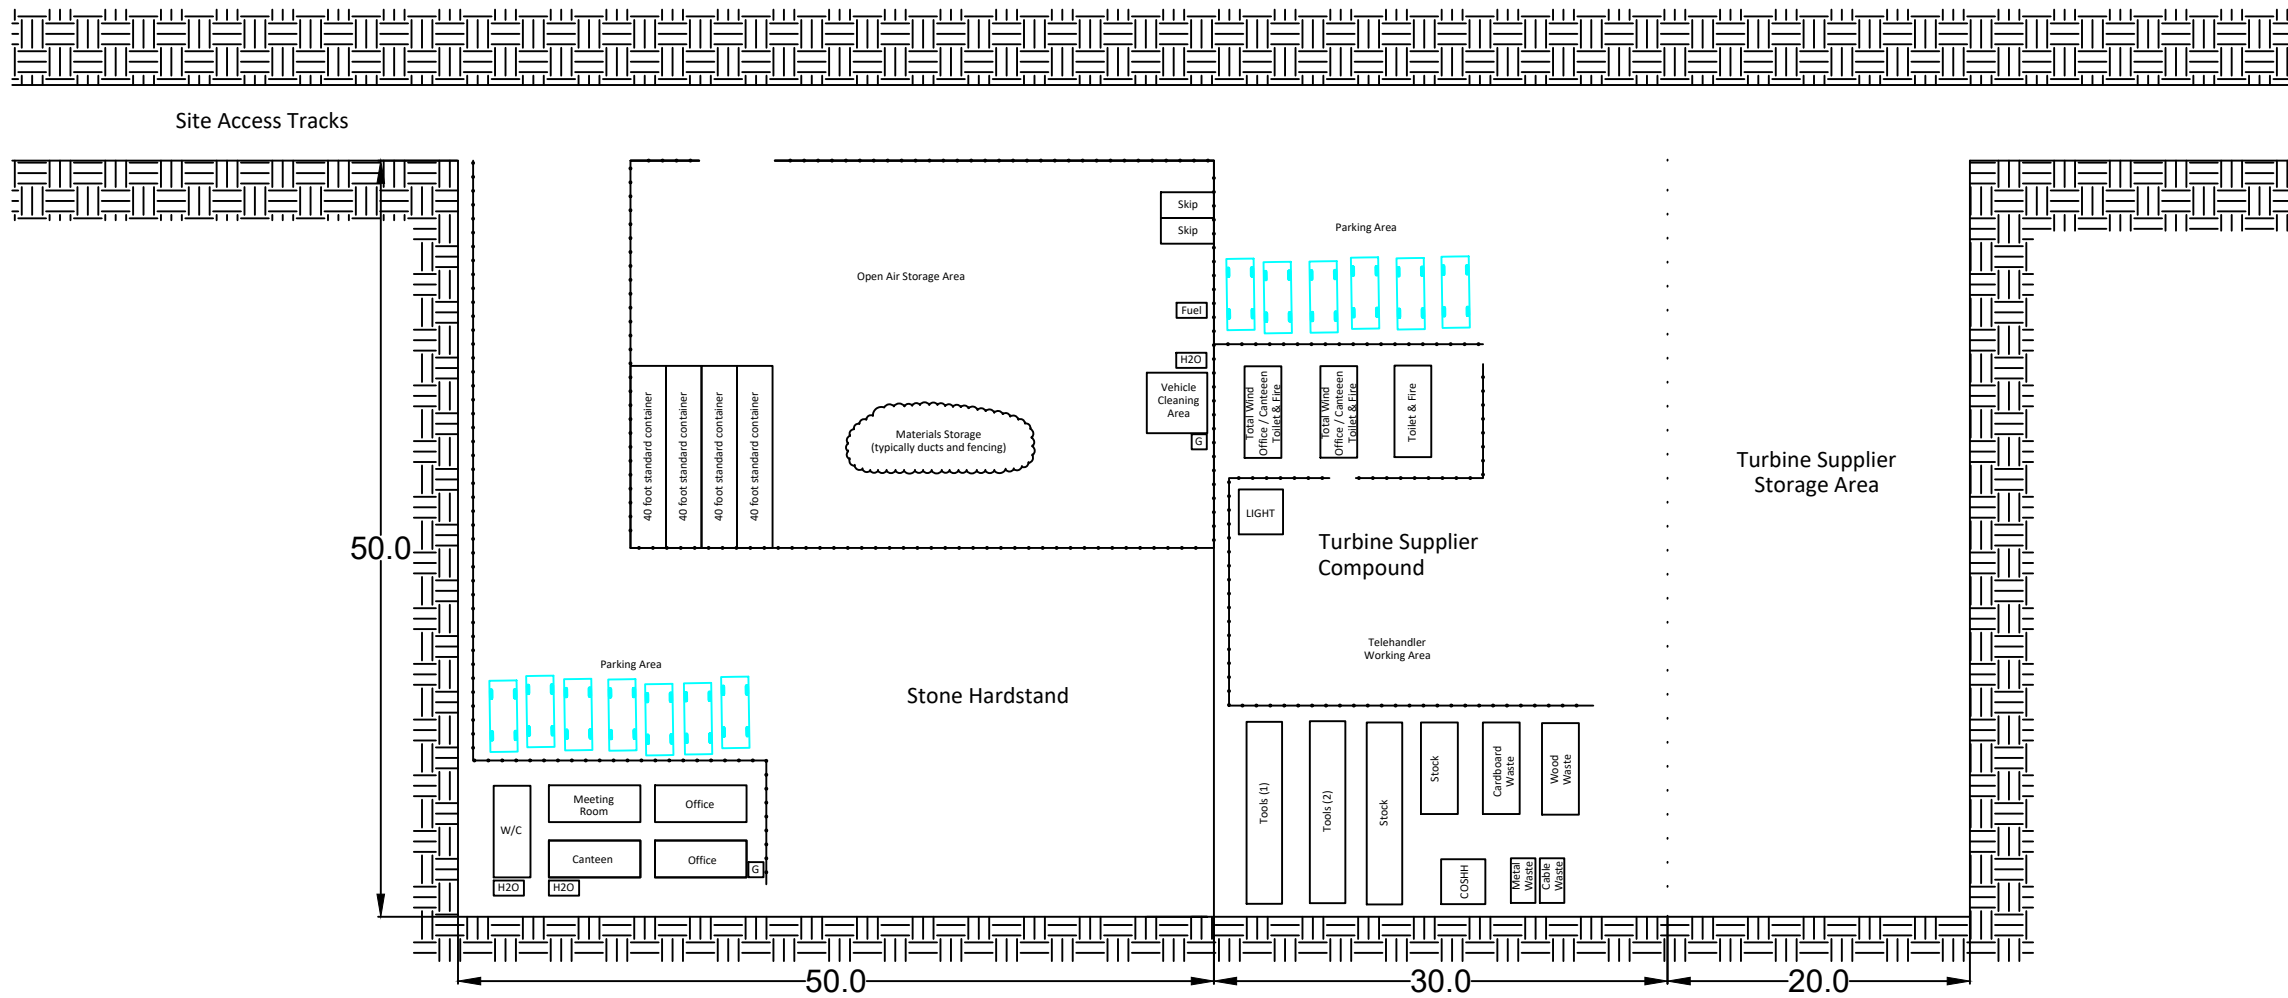 Site Access Tracks
Skip
Skip
Parking Area
Open Air Storage Area
Fuel
H2O
Vehicle
Cleaning
Area
G
40 foot standard container
40 foot standard container
40 foot standard container
40 foot standard container
Materials Storage
(typically ducts and fencing)
Total Wind
Office / Canteeen
Toilet & Fire
Total Wind
Office / Canteeen
Toilet & Fire
Toilet & Fire
Turbine Supplier
Storage Area
LIGHT
Turbine Supplier
Compound
50.0
Telehandler
Working Area
Parking Area
Stone Hardstand
Tools (1)
Tools (2)
Stock
Stock
Cardboard
Waste
Wood
Waste
COSHH
Metal
Waste
Cable
Waste
W/C
Meeting
Room
Office
Canteen
Office
G
H2O
H2O
50.0
30.0
20.0